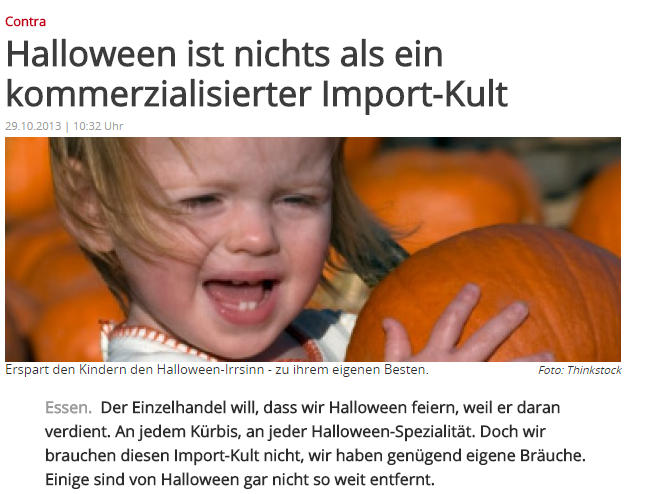 Contra
Halloween ist nichts als ein
kommerzialisierter Import-Kult
29.10.2013 | 10:32 Uhr
Erspart den Kindern den Halloween-Irrsinn - zu ihrem eigenen Besten.
Foto: Thinkstock
Essen. Der Einzelhandel will, dass wir Halloween feiern, weil er daran
verdient. An jedem Kürbis, an jeder Halloween-Spezialität. Doch wir
brauchen diesen Import-Kult nicht, wir haben genügend eigene Bräuche.
Einige sind von Halloween gar nicht so weit entfernt.